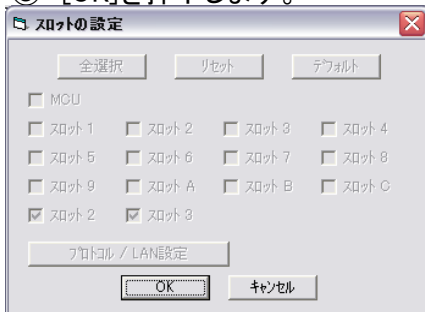 [OK]を押下します。
スロットの設定
全選択 リセット デフォルト
MCU
スロット 1 スロット 2 スロット 3 スロット 4
スロット 5 スロット 6 スロット 7 スロット 8
スロット 9 スロット A スロット B スロット C
スロット 2 スロット 3
プロトコル / LAN設定
OK キャンセル